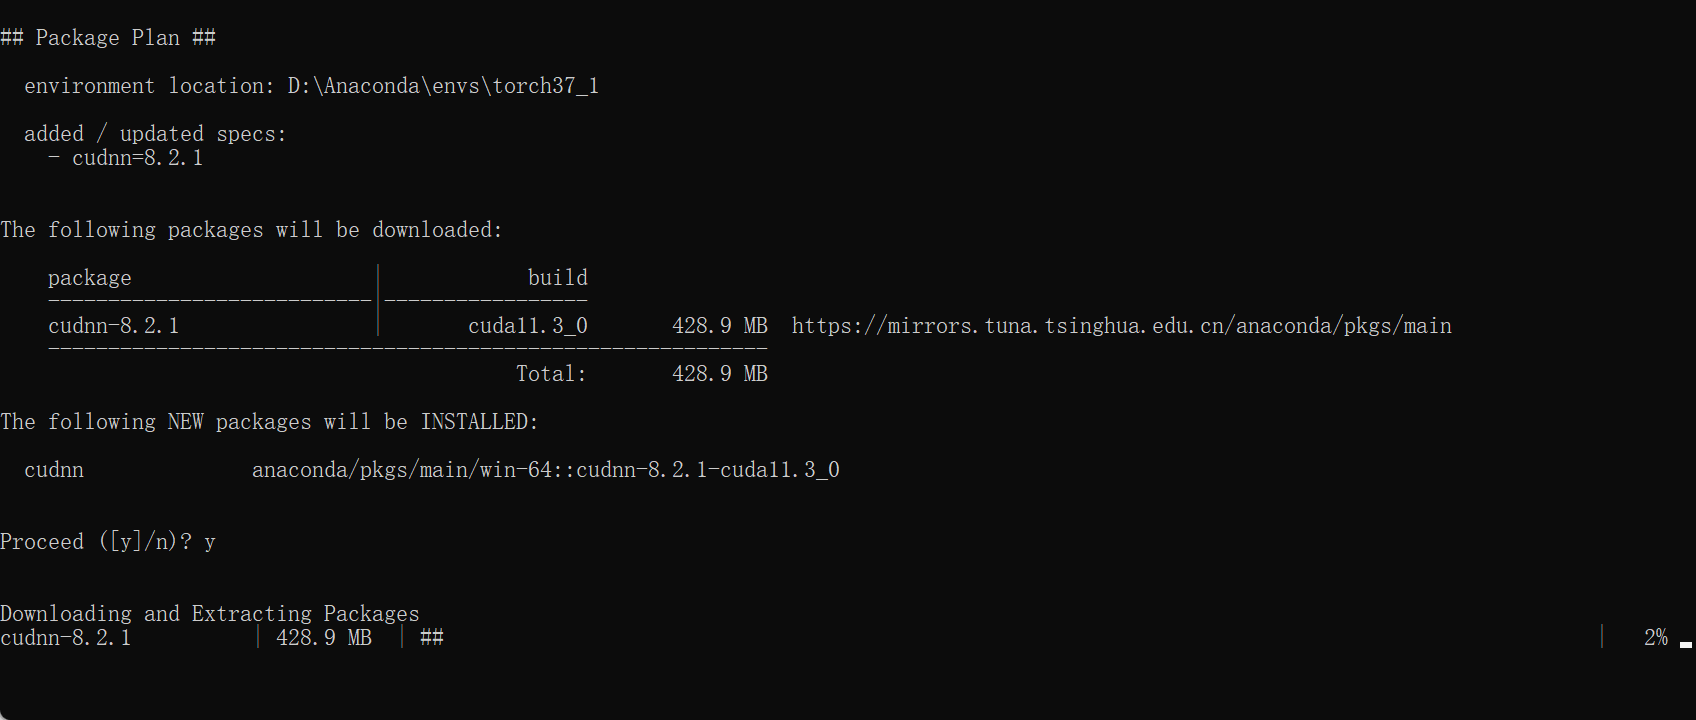 ## Package Plan ##
environment location: D:\Anaconda\envs\torch37_1
added / updated specs:
- cudnn=8.2.1
The following packages will be downloaded:
package | build
---------------------------|-----------------
cudnn-8.2.1 | cuda11.3_0 428.9 MB https://mirrors.tuna.tsinghua.edu.cn/anaconda/pkgs/main
------------------------------------------------------------
Total: 428.9 MB
The following NEW packages will be INSTALLED:
cudnn anaconda/pkgs/main/win-64::cudnn-8.2.1-cuda11.3_0
Proceed ([y]/n)? y
Downloading and Extracting Packages
cudnn-8.2.1 | 428.9 MB | ## | 2%